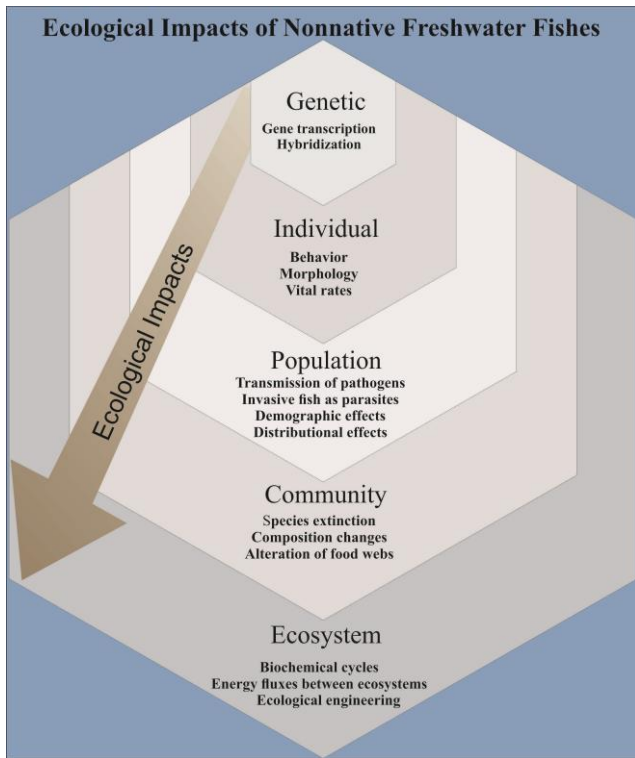 Ecological Impacts of Nonnative Freshwater Fishes
Genetic
Gene transcription
Hybridization
Individual
Behavior
Morphology
Vital rates
Ecological Impacts
Population
Transmission of pathogens
Invasive fish as parasites
Demographic effects
Distributional effects
Community
Species extinction
Composition changes
Alteration of food webs
Ecosystem
Biochemical cycles
Energy fluxes between ecosystems
Ecological engineering